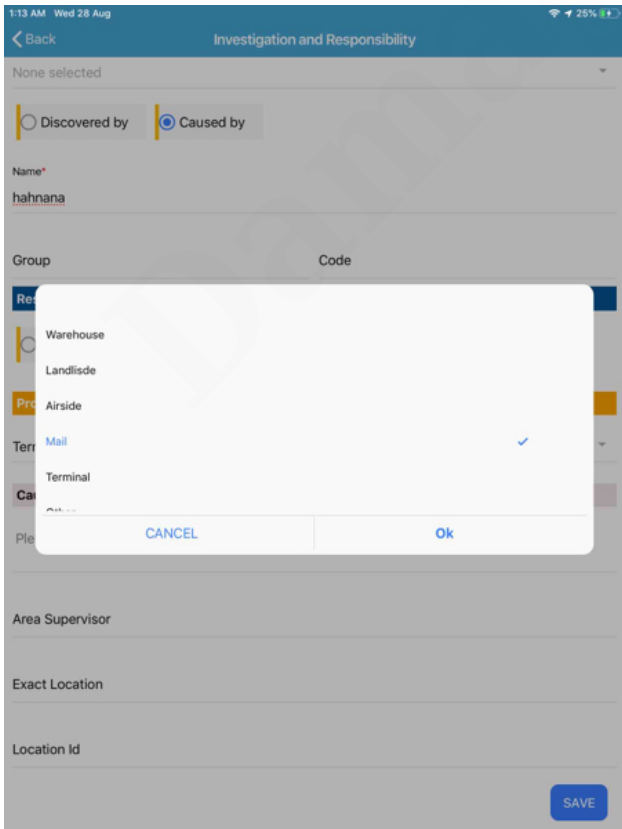 1:13 AM Wed 28 Aug 25%
Back Investigation and Responsibility
None selected
Discovered by Caused by
Name*
hahnana
Group Code
Warehouse
Landlisde
Airside
Mail
Terminal
CANCEL Ok
Area Supervisor
Exact Location
Location Id
SAVE